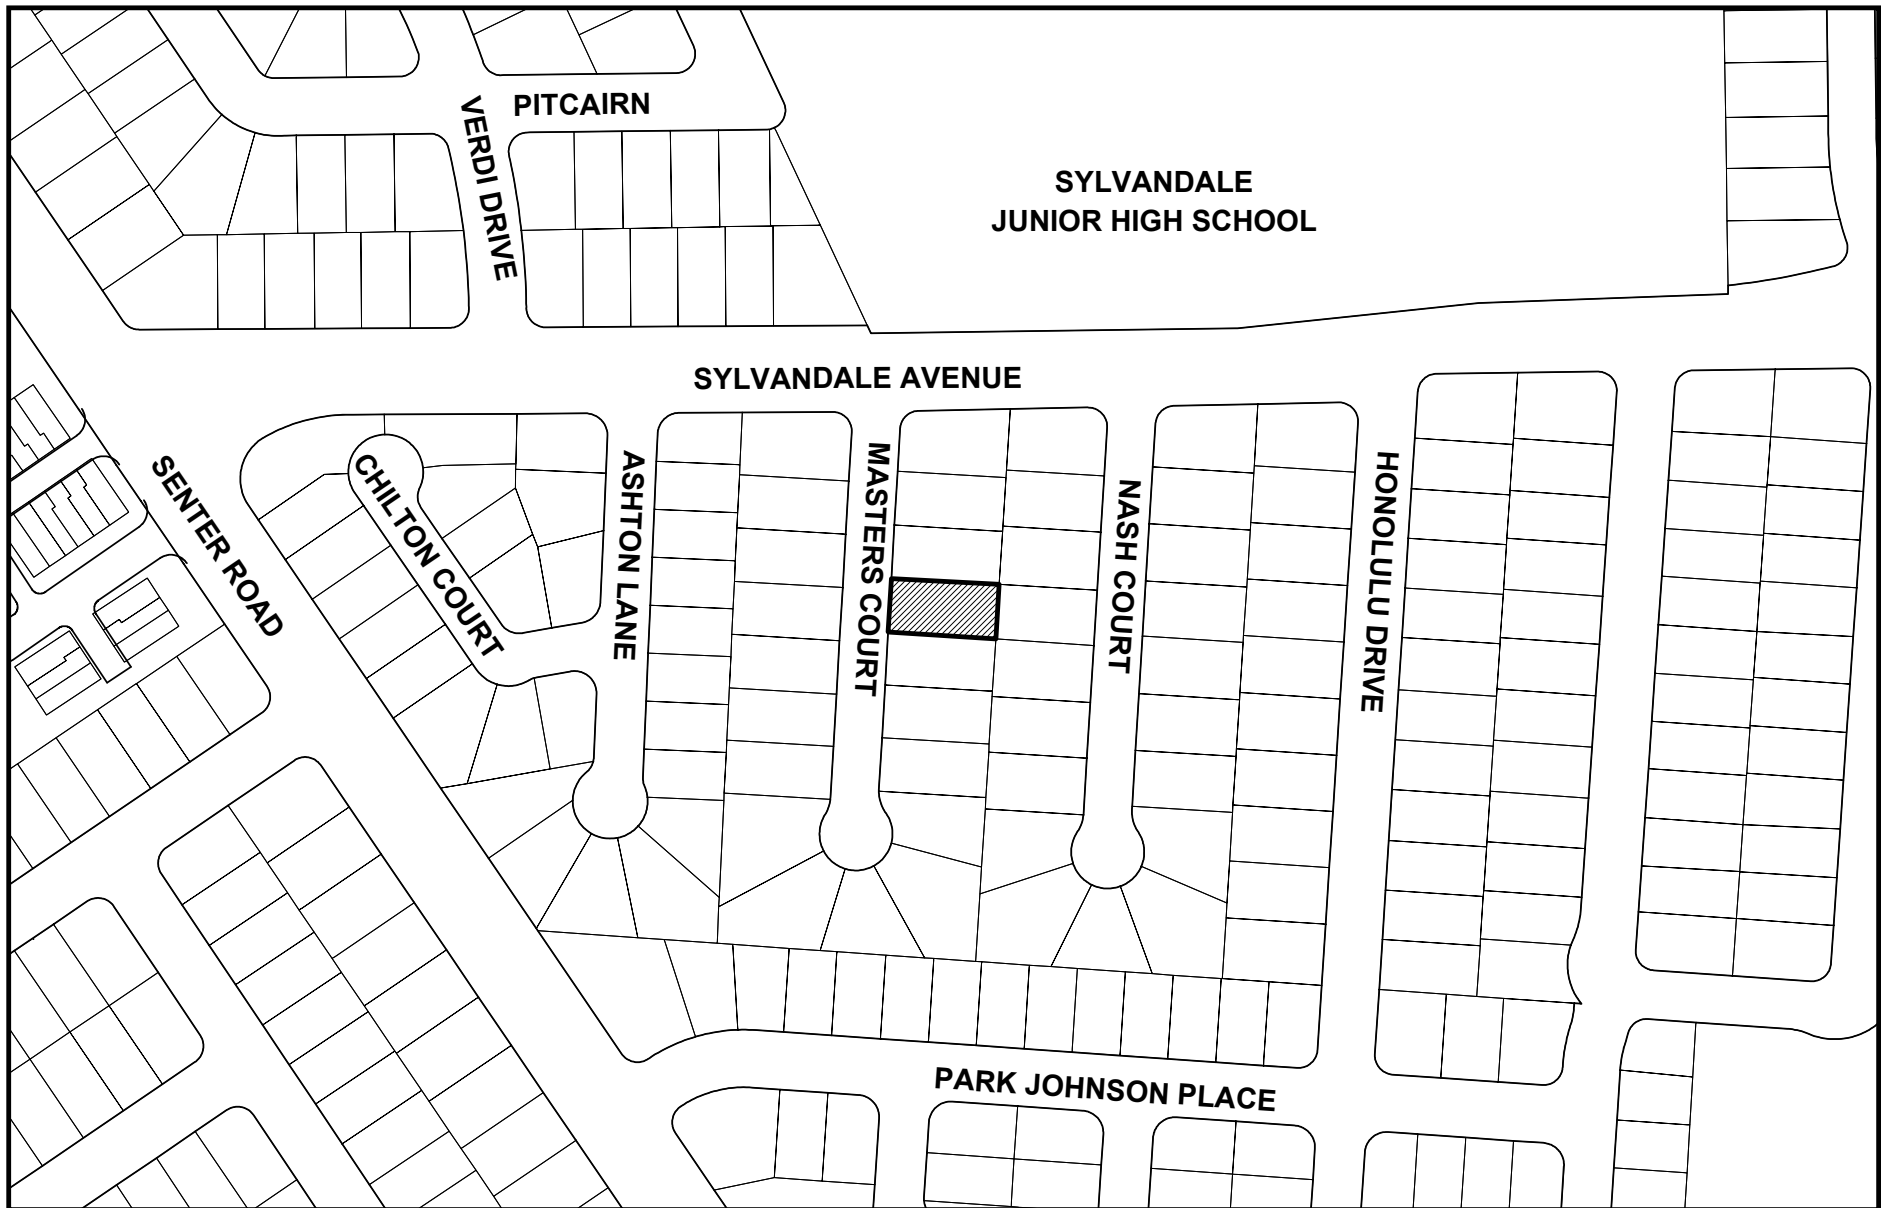 PITCAIRN
VERDI DRIVE
SYLVANDALE
JUNIOR HIGH SCHOOL
SYLVANDALE AVENUE
SENTER ROAD
CHILTON COURT
ASHTON LANE
MASTERS COURT
NASH COURT
HONOLULU DRIVE
PARK JOHNSON PLACE